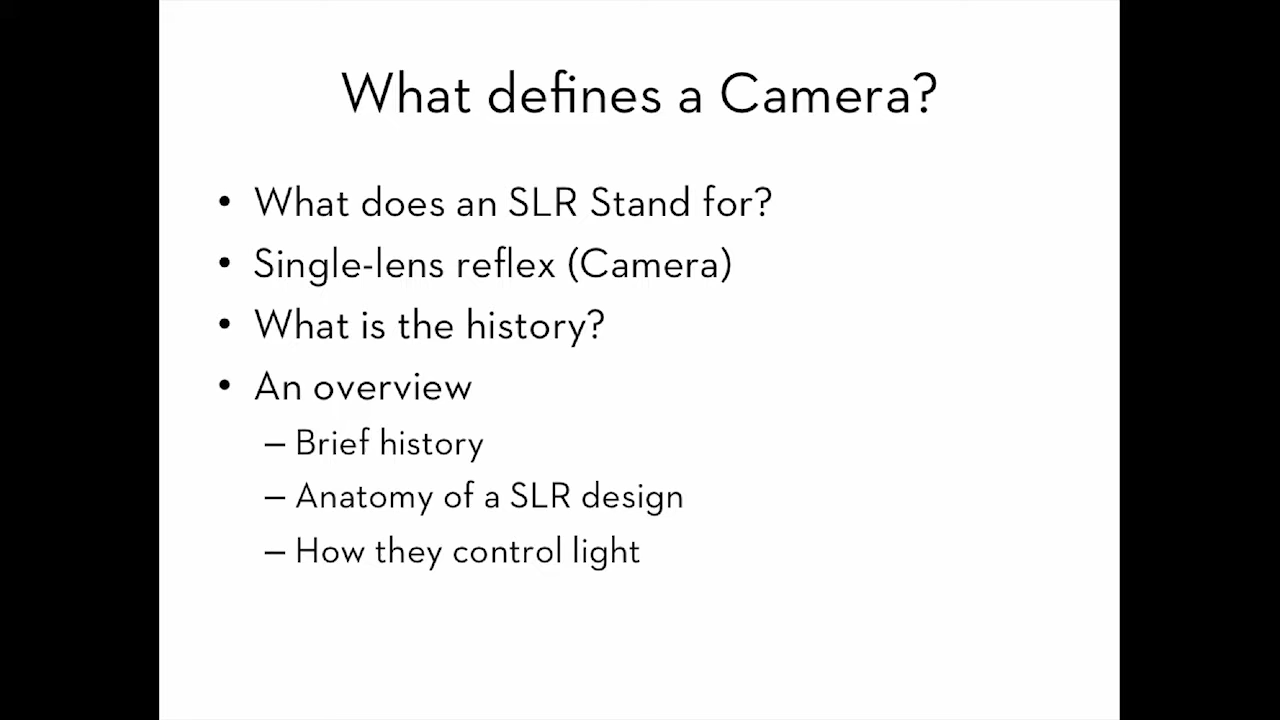 What defines a Camera?
• What does an SLR Stand for?
• Single-lens reflex (Camera)
• What is the history?
• An overview
– Brief history
– Anatomy of a SLR design
– How they control light